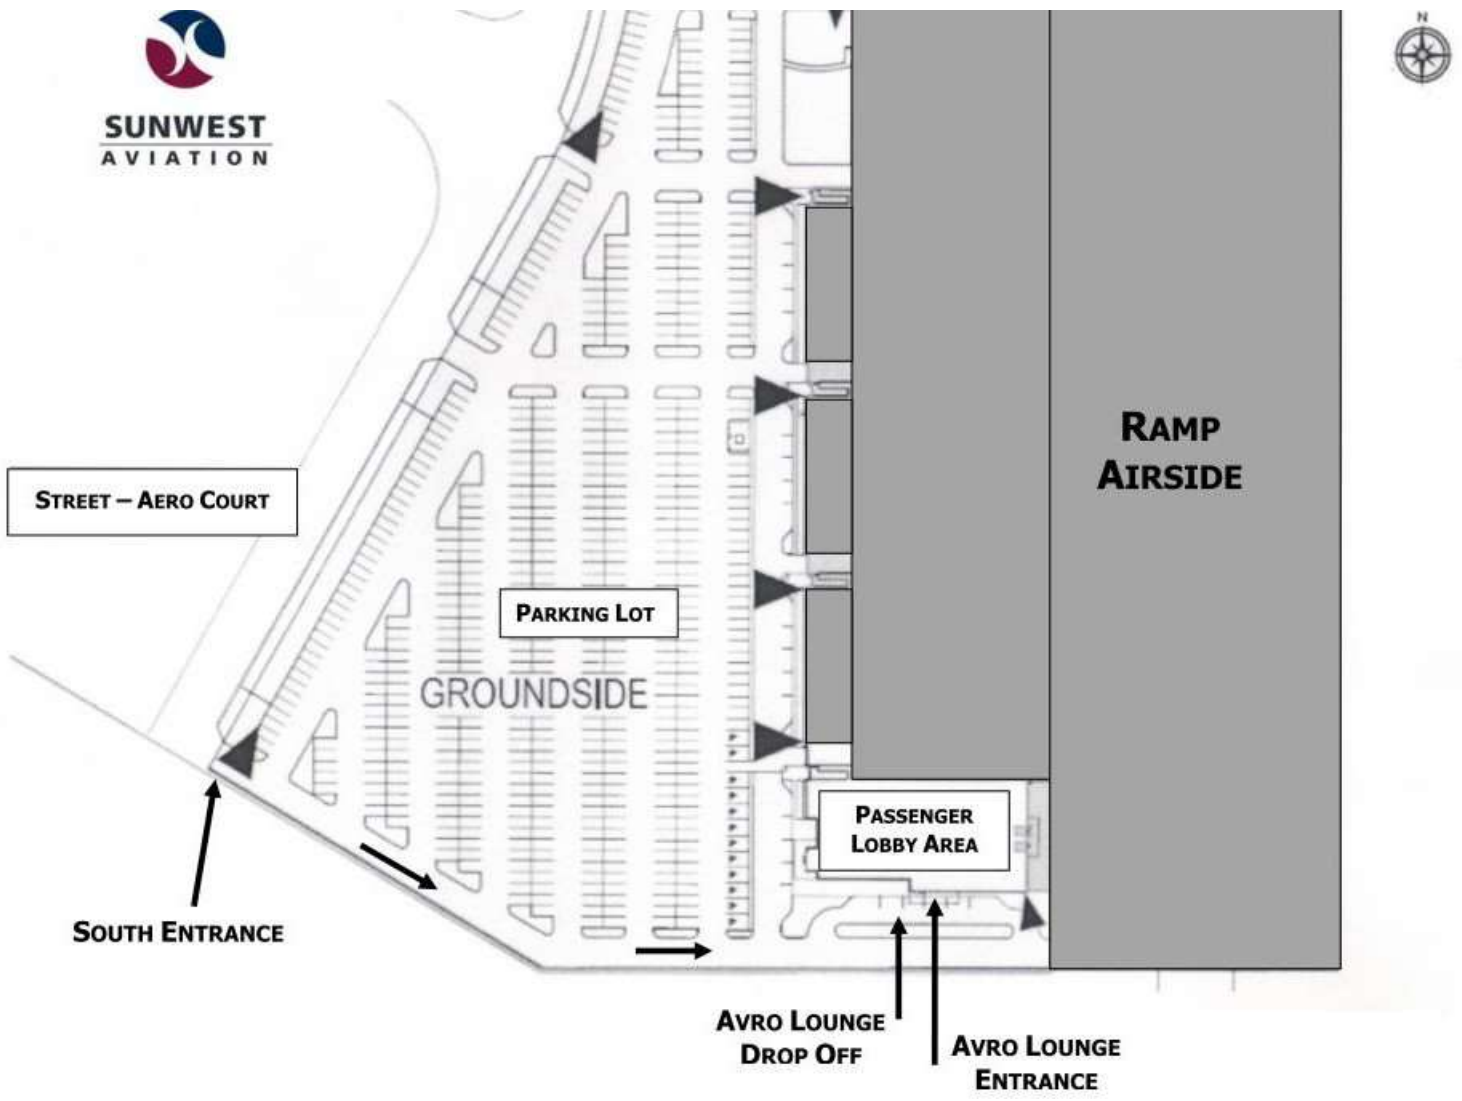 N
SUNWEST
AVIATION
RAMP
AIRSIDE
STREET – AERO COURT
PARKING LOT
GROUNDSIDE
PASSENGER
LOBBY AREA
SOUTH ENTRANCE
AVRO LOUNGE
DROP OFF
AVRO LOUNGE
ENTRANCE